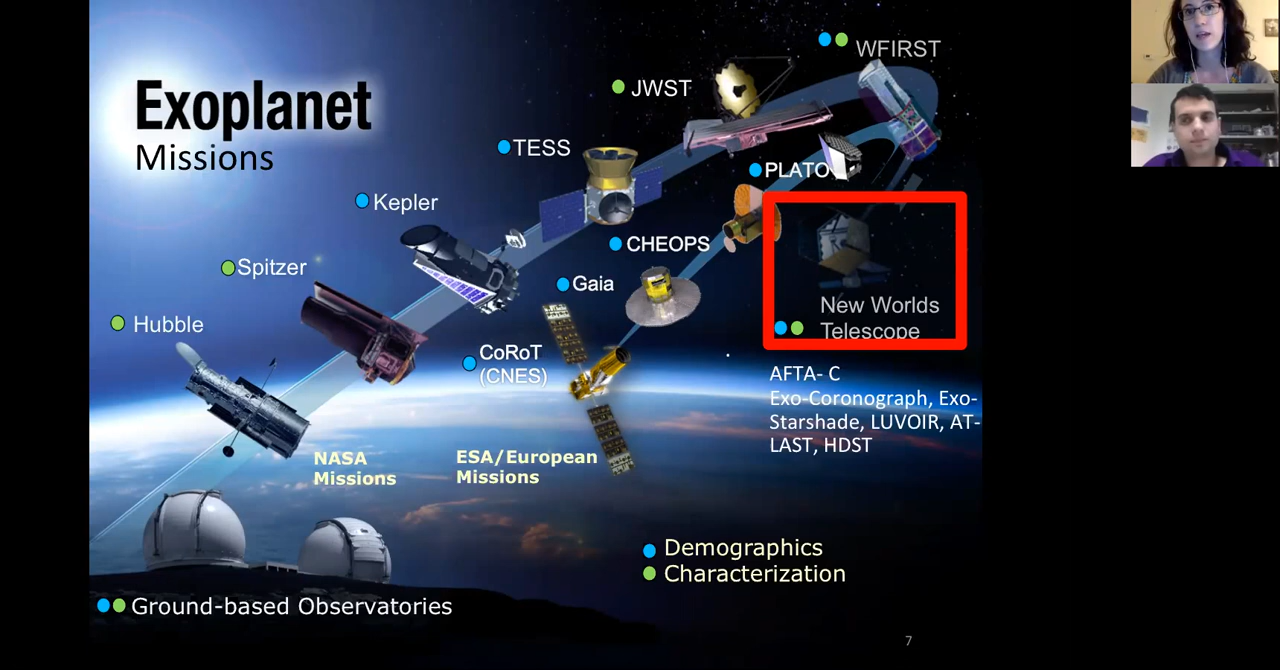 Exoplanet
Missions
WFIRST
JWST
TESS
PLATO
Kepler
CHEOPS
Spitzer
Gaia
Hubble
New Worlds
Telescope
CoRoT
(CNES)
AFTA- C
Exo-Coronograph, Exo-
Starshade, LUVOIR, AT-
LAST, HDST
NASA
Missions
ESA/European
Missions
Demographics
Characterization
Ground-based Observatories
7